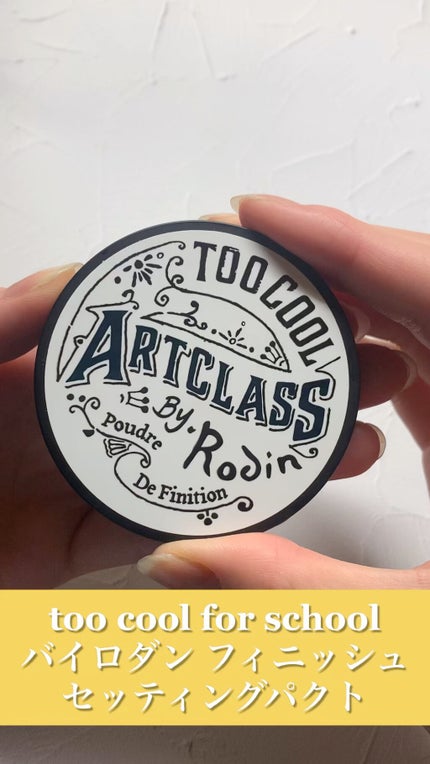 TOO COOL
ARTCLASS
By. Rodin
Poudre
De Finition
too cool for school
バイロダン フィニッシュ
セッティングパクト